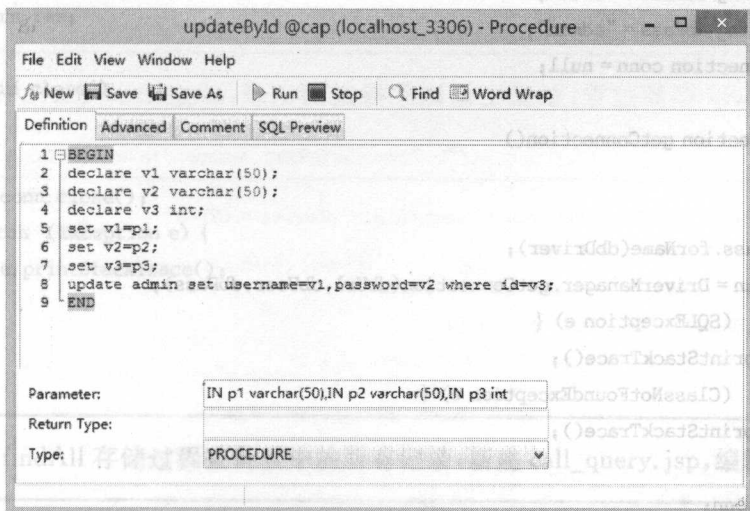 updateById @cap (localhost_3306) - Procedure
File Edit View Window Help
New Save Save As Run Stop Find Word Wrap
Definition Advanced Comment SQL Preview
1 BEGIN
2 declare v1 varchar(50);
3 declare v2 varchar(50);
4 declare v3 int;
5 set v1=p1;
6 set v2=p2;
7 set v3=p3;
8 update admin set username=v1,password=v2 where id=v3;
9 END
Parameter: IN p1 varchar(50),IN p2 varchar(50),IN p3 int
Return Type:
Type: PROCEDURE